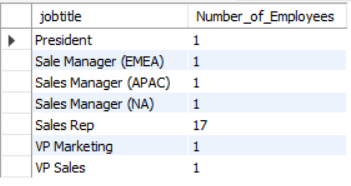 jobtitle Number_of_Employees
President 1
Sale Manager (EMEA) 1
Sales Manager (APAC) 1
Sales Manager (NA) 1
Sales Rep 17
VP Marketing 1
VP Sales 1